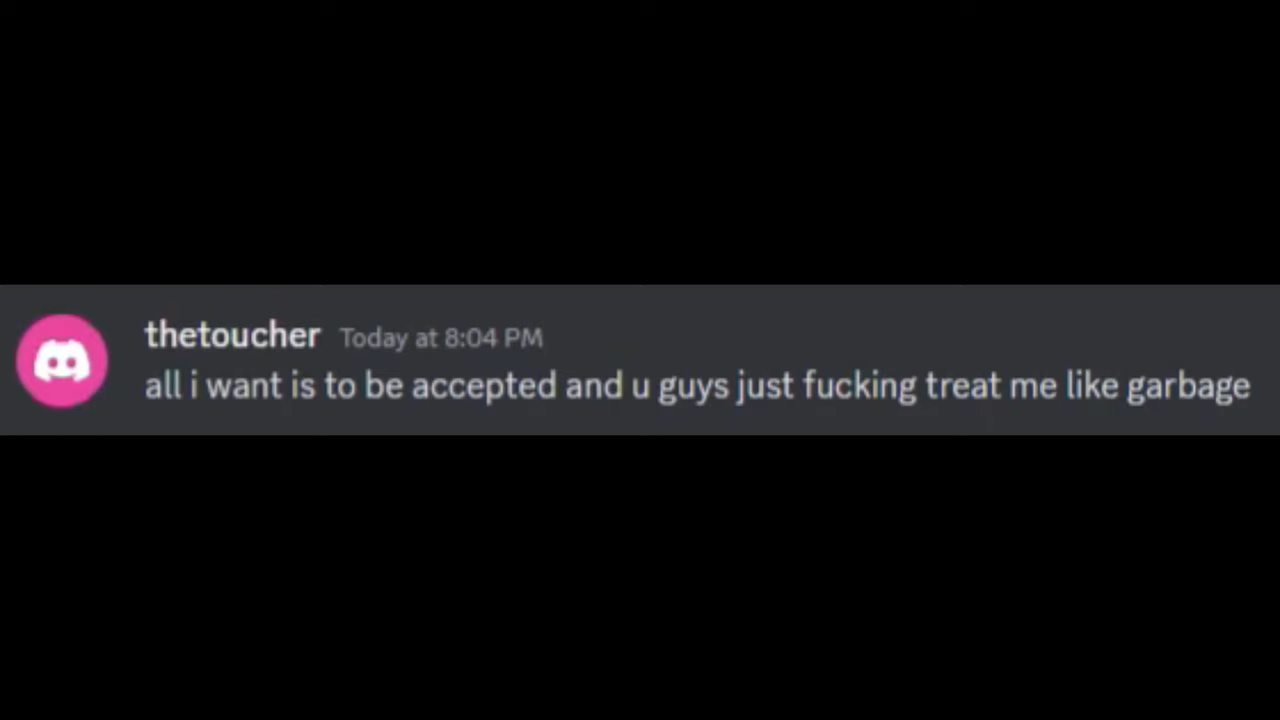 thetoucher Today at 8:04 PM
all i want is to be accepted and u guys just fucking treat me like garbage